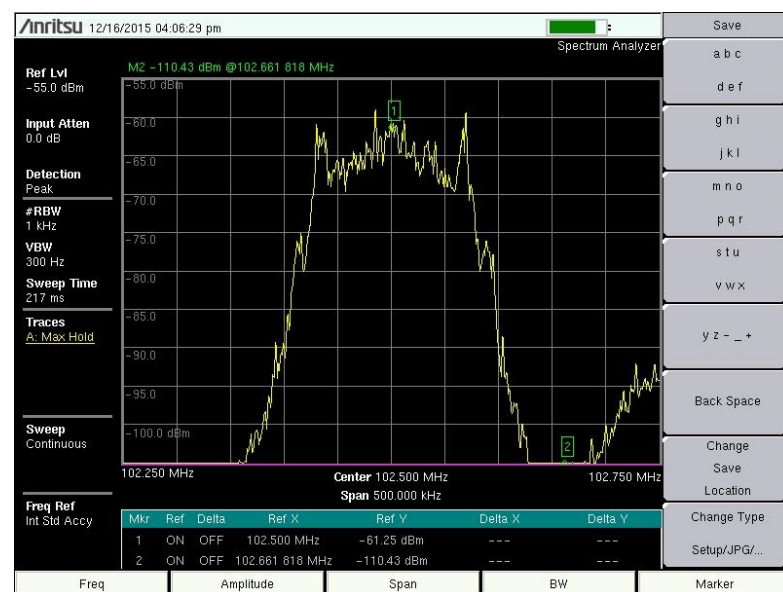 Anritsu 12/16/2015 04:06:29 pm
Spectrum Analyzer
M2 -110.43 dBm @102.661 818 MHz
Ref Lvl
-55.0 dBm
Input Atten
0.0 dB
Detection
Peak
#RBW
1 kHz
VBW
300 Hz
Sweep Time
217 ms
Traces
A: Max Hold
Sweep
Continuous
Freq Ref
Int Std Accy
-55.0 dBm
-60.0
-65.0
-70.0
-75.0
-80.0
-85.0
-90.0
-95.0
-100.0 dBm
1
2
102.250 MHz Center 102.500 MHz 102.750 MHz
Span 500.000 kHz
Mkr Ref Delta Ref X Ref Y Delta X Delta Y
1 ON OFF 102.500 MHz -61.25 dBm --- ---
2 ON OFF 102.661 818 MHz -110.43 dBm --- ---
Save
a b c
d e f
g h i
j k l
m n o
p q r
s t u
v w x
y z - _ +
Back Space
Change
Save
Location
Change Type
Setup/JPG/...
Freq Amplitude Span BW Marker